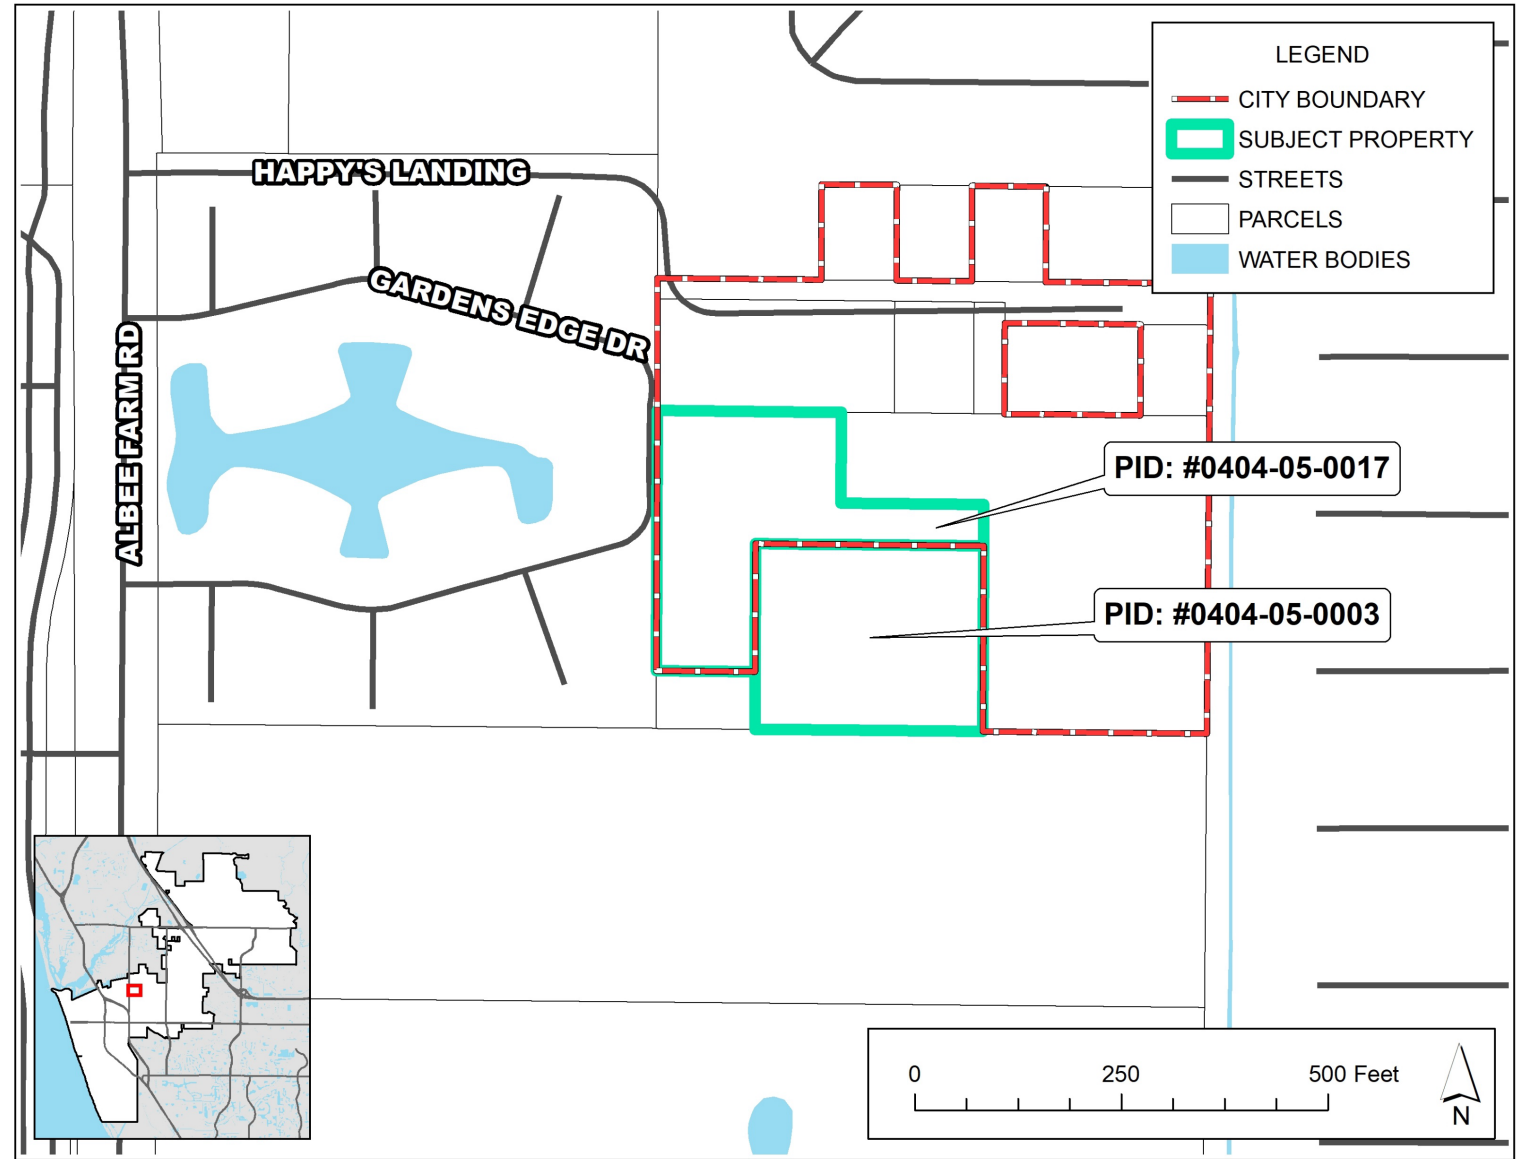 LEGEND
CITY BOUNDARY
SUBJECT PROPERTY
STREETS
PARCELS
WATER BODIES
HAPPY'S LANDING
GARDENS EDGE DR
ALBEE FARM RD
PID: #0404-05-0017
PID: #0404-05-0003
0 250 500 Feet
N